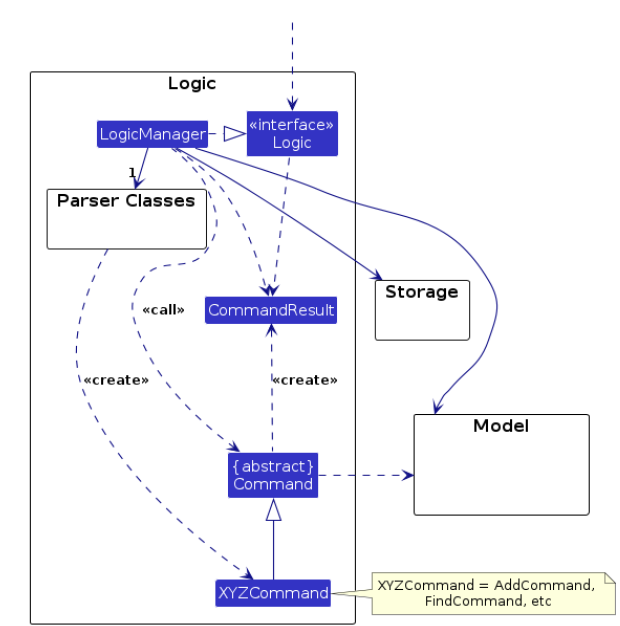 Logic
«interface»
Logic
LogicManager
1
Parser Classes
Storage
CommandResult
«call»
«create»
«create»
Model
{abstract}
Command
XYZCommand
XYZCommand = AddCommand,
FindCommand, etc